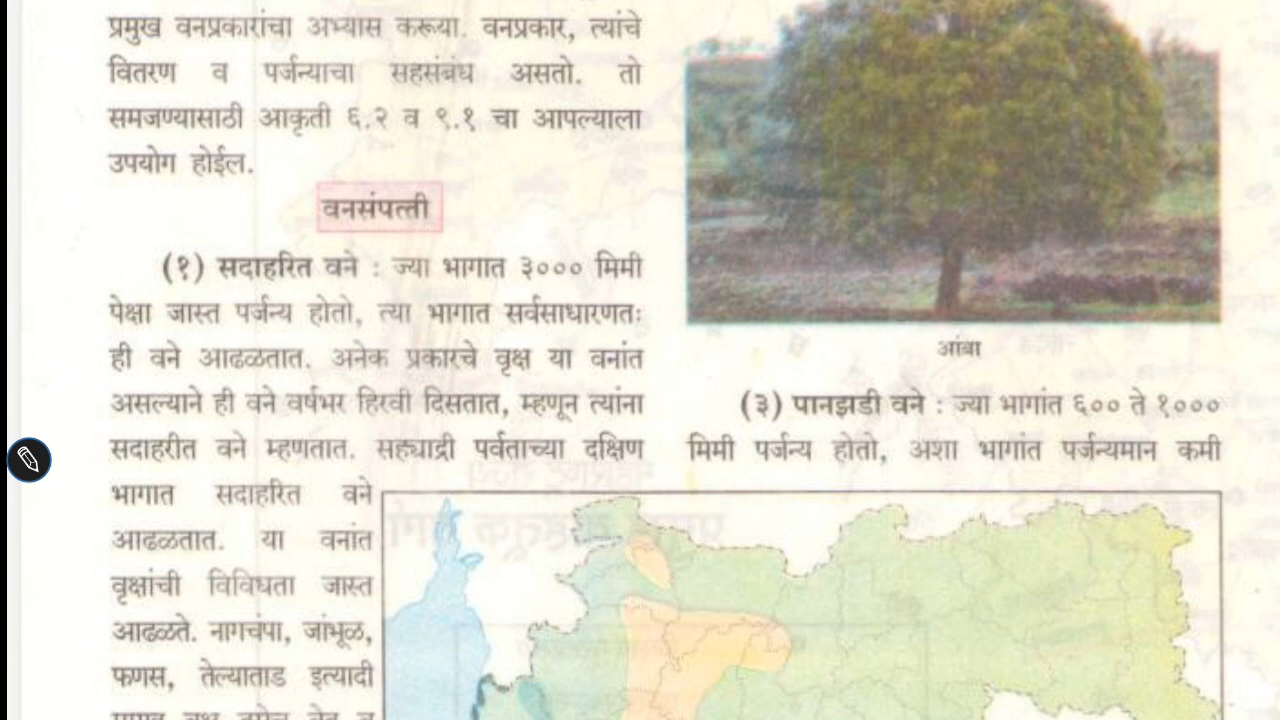 प्रमुख वनप्रकारांचा अभ्यास करूया. वनप्रकार, त्यांचे
वितरण व पर्जन्याचा सहसंबंध असतो. तो
समजण्यासाठी आकृती ६.२ व ९.१ चा आपल्याला
उपयोग होईल.
वनसंपत्ती
(१) सदाहरित वने : ज्या भागात ३००० मिमी
पेक्षा जास्त पर्जन्य होतो, त्या भागात सर्वसाधारणतः
ही वने आढळतात. अनेक प्रकारचे वृक्ष या वनांत
असल्याने ही वने वर्षभर हिरवी दिसतात, म्हणून त्यांना
सदाहरीत वने म्हणतात. सह्याद्री पर्वताच्या दक्षिण
भागात सदाहरित वने
आढळतात. या वनांत
वृक्षांची विविधता जास्त
आढळते. नागचंपा, जांभूळ,
फणस, तेल्याताड इत्यादी
आंबा
(३) पानझडी वने : ज्या भागांत ६०० ते १०००
मिमी पर्जन्य होतो, अशा भागांत पर्जन्यमान कमी